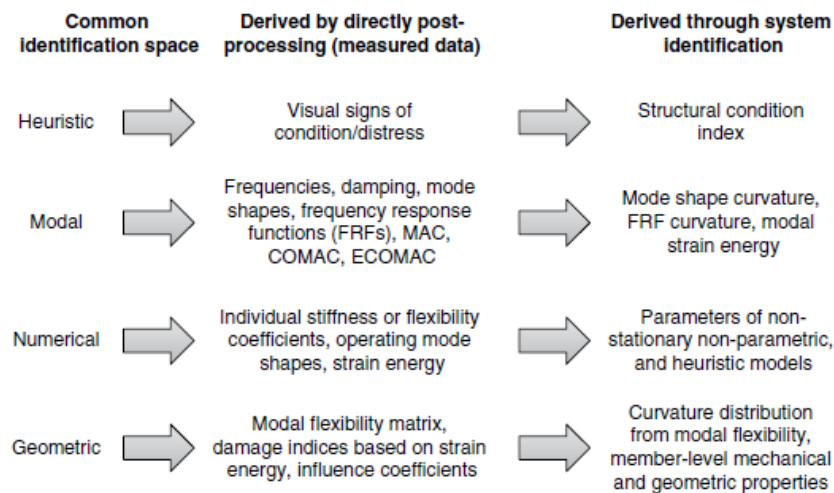 Common
identification space
Derived by directly post-
processing (measured data)
Derived through system
identification
Heuristic
Visual signs of
condition/distress
Structural condition
index
Modal
Frequencies, damping, mode
shapes, frequency response
functions (FRFs), MAC,
COMAC, ECOMAC
Mode shape curvature,
FRF curvature, modal
strain energy
Numerical
Individual stiffness or flexibility
coefficients, operating mode
shapes, strain energy
Parameters of non-
stationary non-parametric,
and heuristic models
Geometric
Modal flexibility matrix,
damage indices based on strain
energy, influence coefficients
Curvature distribution
from modal flexibility,
member-level mechanical
and geometric properties